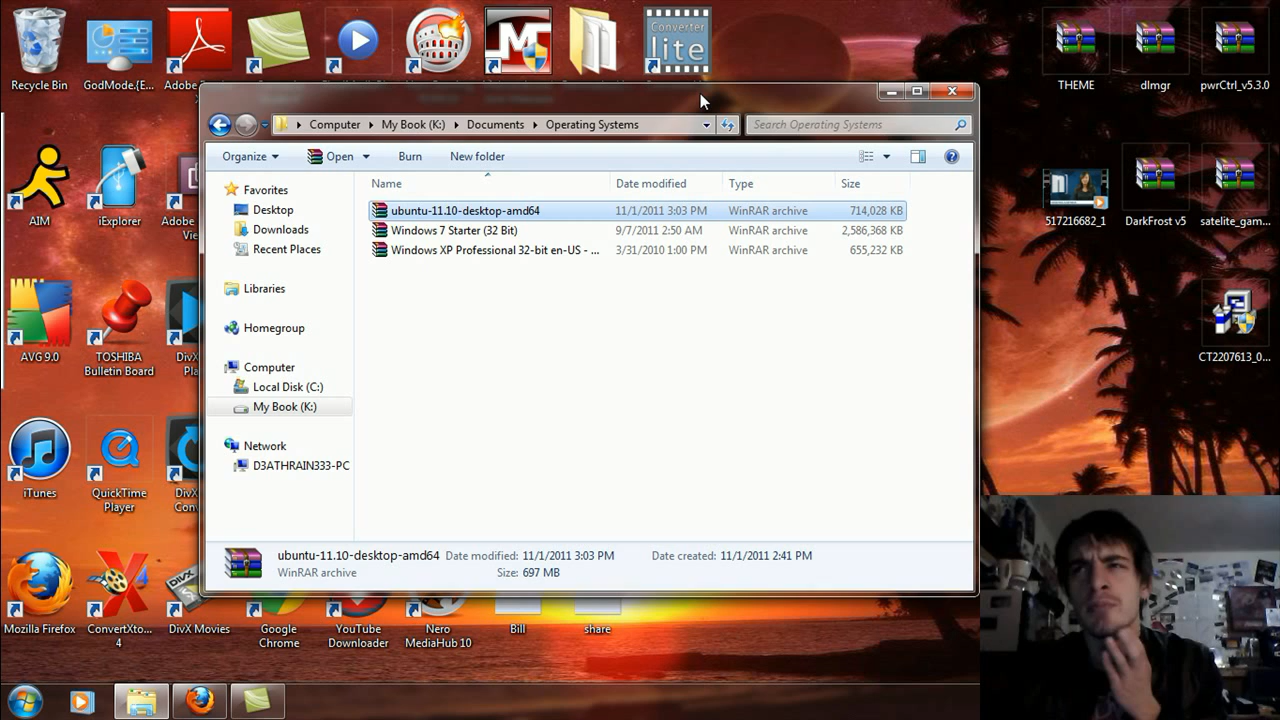 Converter
lite
Recycle Bin
GodMode.{E...
Adobe
THEME
dlmgr
pwrCtrl_v5.3.0
Computer
My Book (K:)
Documents
Operating Systems
Search Operating Systems
Organize
Open
Burn
New folder
Name
Date modified
Type
Size
Favorites
Desktop
Downloads
Recent Places
Libraries
Homegroup
Computer
Local Disk (C:)
My Book (K:)
Network
D3ATHRAIN333-PC
ubuntu-11.10-desktop-amd64 11/1/2011 3:03 PM WinRAR archive 714,028 KB
Windows 7 Starter (32 Bit) 9/7/2011 2:50 AM WinRAR archive 2,586,368 KB
Windows XP Professional 32-bit en-US - ... 3/31/2010 1:00 PM WinRAR archive 655,232 KB
ubuntu-11.10-desktop-amd64 Date modified: 11/1/2011 3:03 PM Date created: 11/1/2011 2:41 PM
WinRAR archive Size: 697 MB
AIM
iExplorer
Adobe
Vie
517216682_1
DarkFrost v5
satelite_gam...
AVG 9.0
TOSHIBA
Bulletin Board
DivX
Pla
CT2207613_0...
iTunes
QuickTime
Player
DivX
Con
Mozilla Firefox
ConvertXto...
4
DIVX
DivX Movies
Google
Chrome
YouTube
Downloader
Nero
MediaHub 10
Bill
share